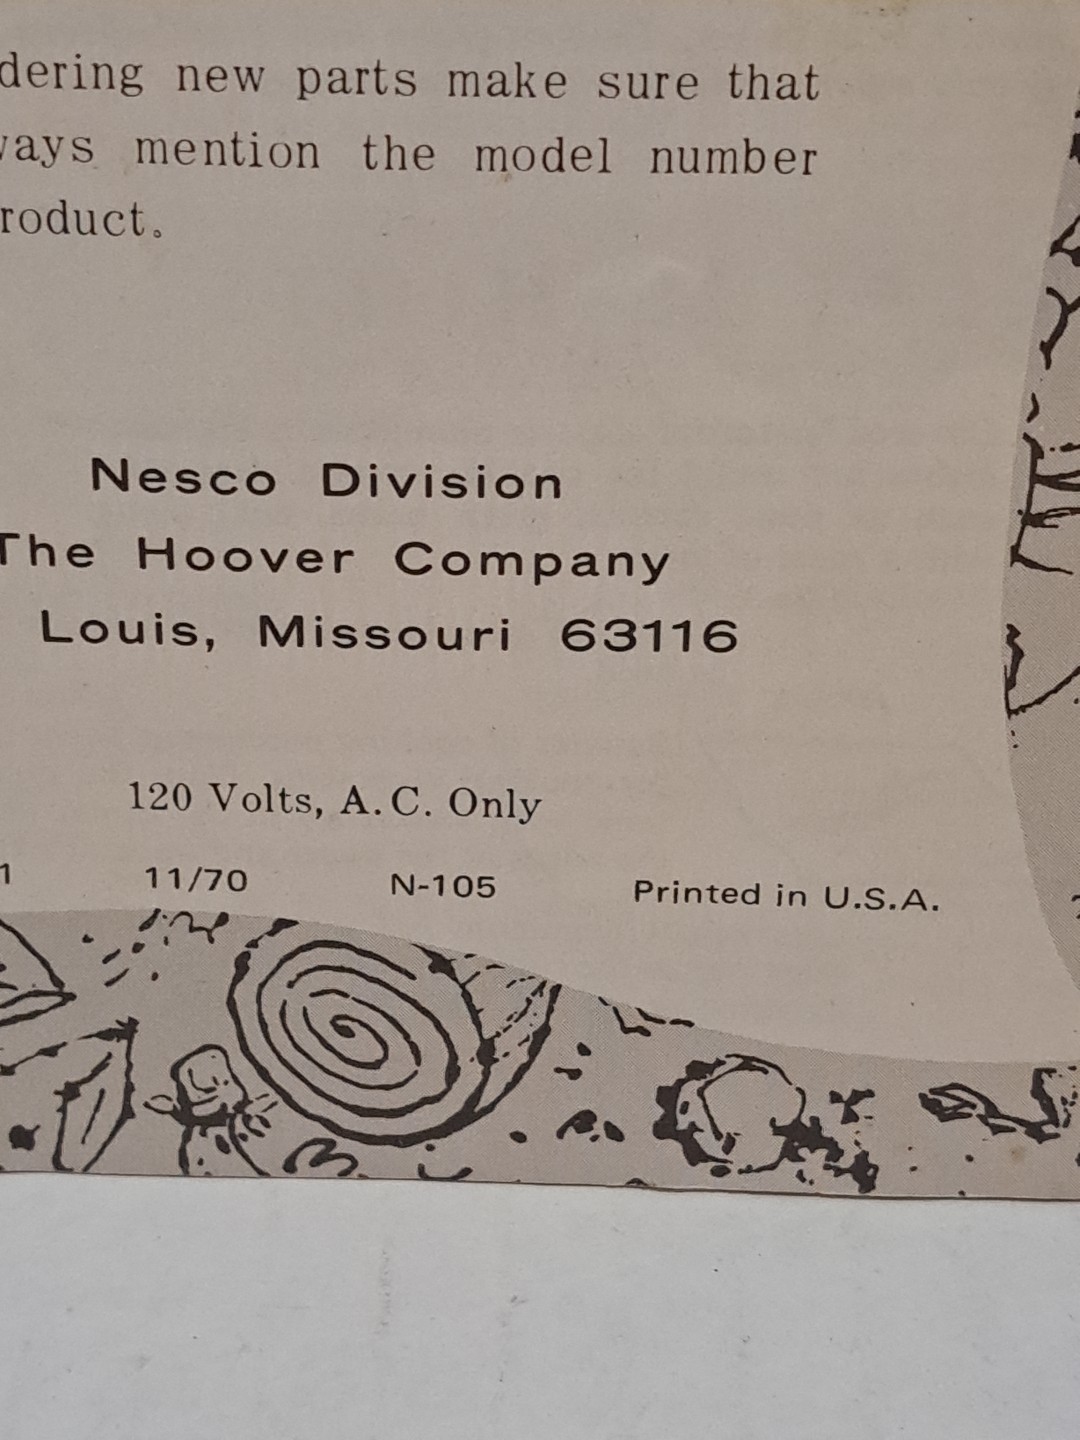 dering new parts make sure that
ways mention the model number
roduct.
Nesco Division
The Hoover Company
Louis, Missouri 63116
120 Volts, A.C. Only
1 11/70 N-105 Printed in U.S.A.